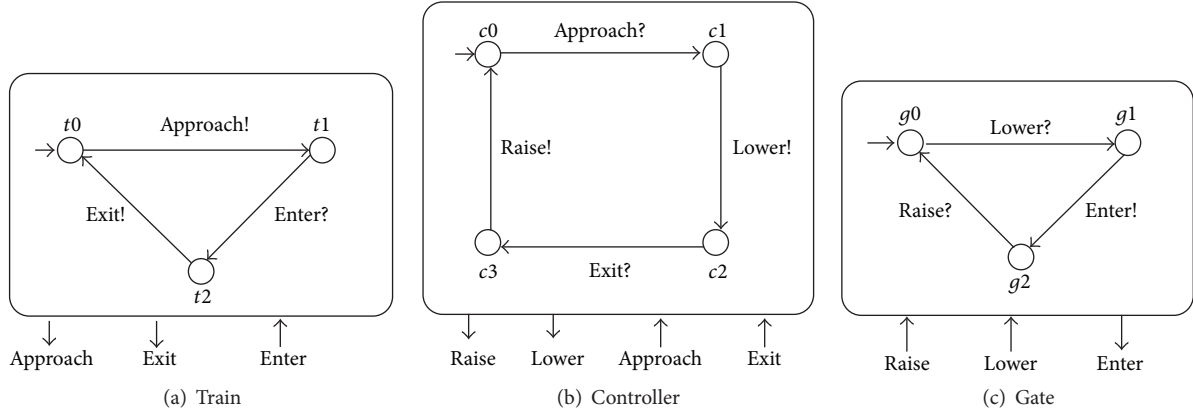 t0
Approach!
t1
Exit!
Enter?
t2
Approach
Exit
Enter
(a) Train
c0
Approach?
c1
Raise!
Lower!
c3
Exit?
c2
Raise
Lower
Approach
Exit
(b) Controller
g0
Lower?
g1
Raise?
Enter!
g2
Raise
Lower
Enter
(c) Gate